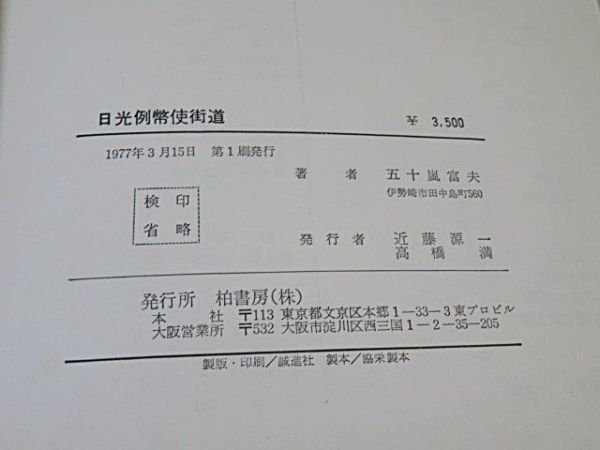 日光例幣使街道 ¥ 3,500
1977年3月15日 第1刷発行
著者 五十嵐富夫
伊勢崎市田中島町560
検印
省略
発行者 近藤源一
高橋満
発行所 柏書房(株)
本社 〒113 東京都文京区本郷1-33-3東プロビル
大阪営業所 〒532 大阪市淀川区西三国1-2-35-205
製版・印刷/誠進社 製本/協栄製本